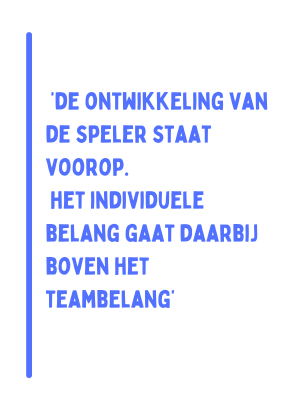 'DE ONTWIKKELING VAN
DE SPELER STAAT
VOOROP.
HET INDIVIDUELE
BELANG GAAT DAARBIJ
BOVEN HET
TEAMBELANG'